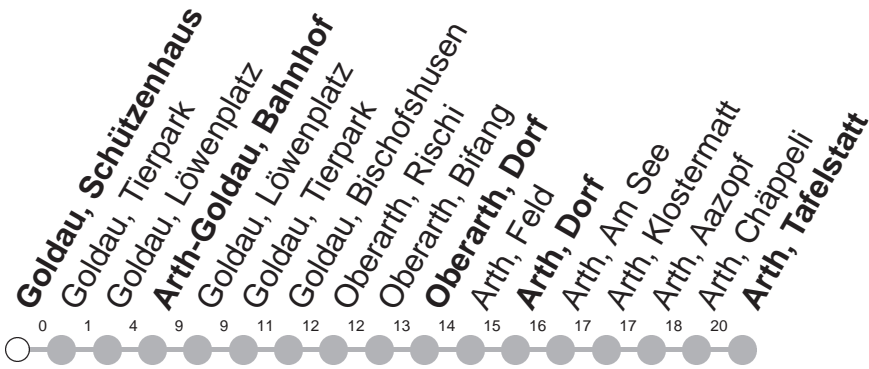 Goldau, Schützenhaus
Goldau, Tierpark
Goldau, Löwenplatz
Arth-Goldau, Bahnhof
Goldau, Löwenplatz
Goldau, Tierpark
Goldau, Bischofshusen
Oberarth, Rischi
Oberarth, Bifang
Oberarth, Dorf
Arth, Feld
Arth, Dorf
Arth, Am See
Arth, Klostermatt
Arth, Aazopf
Arth, Chäppeli
Arth, Tafelstatt
0 1 4 9 9 11 12 12 13 14 15 16 17 17 18 20